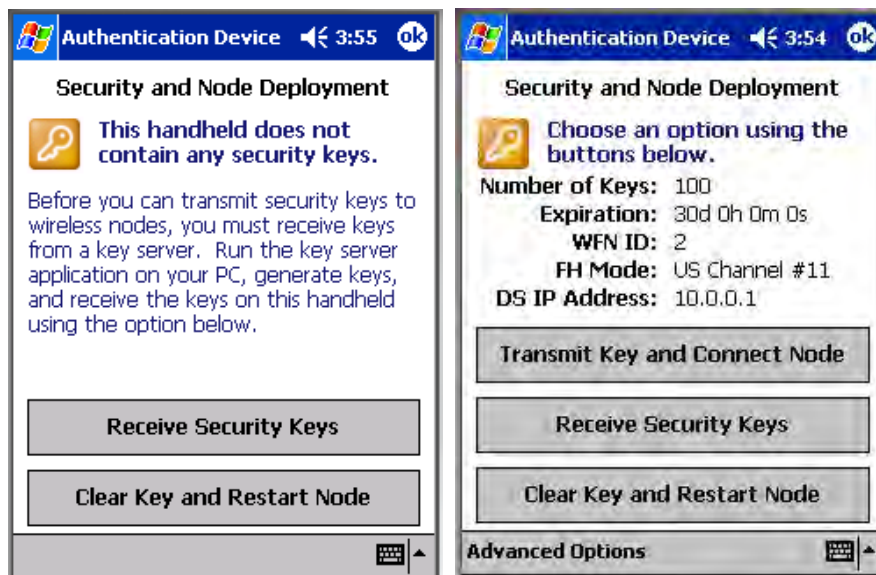 Authentication Device 3:55 ok
Security and Node Deployment
This handheld does not
contain any security keys.
Before you can transmit security keys to
wireless nodes, you must receive keys
from a key server. Run the key server
application on your PC, generate keys,
and receive the keys on this handheld
using the option below.
Receive Security Keys
Clear Key and Restart Node
Authentication Device 3:54 ok
Security and Node Deployment
Choose an option using the
buttons below.
Number of Keys: 100
Expiration: 30d 0h 0m 0s
WFN ID: 2
FH Mode: US Channel #11
DS IP Address: 10.0.0.1
Transmit Key and Connect Node
Receive Security Keys
Clear Key and Restart Node
Advanced Options